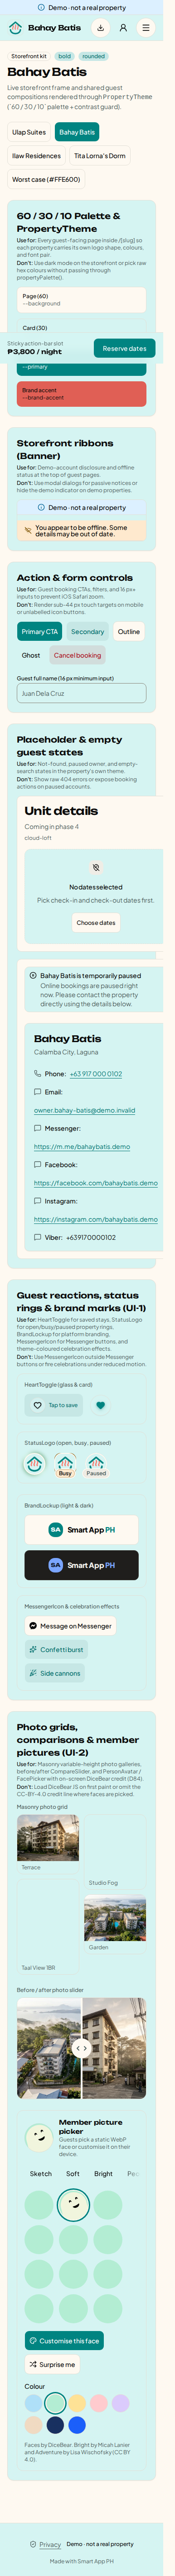 Demo · not a real property
Bahay Batis
Storefront kit bold rounded
Bahay Batis
Live storefront frame and shared guest
compositions rendered through PropertyTheme
(`60 / 30 / 10` palette + contrast guard).
Ulap Suites Bahay Batis
Ilaw Residences Tita Lorna's Dorm
Worst case (#FFE600)
60 / 30 / 10 Palette &
PropertyTheme
Use for: Every guest-facing page inside /[slug] so
each property carries its own logo shape, colours,
and font pair.
Don't: Use dark mode on the storefront or pick raw
hex colours without passing through
propertyPalette().
Page (60)
--background
Card (30)
Sticky action-bar slot
₱3,800 / night
Reserve dates
--primary
Brand accent
--brand-accent
Storefront ribbons
(Banner)
Use for: Demo-account disclosure and offline
status at the top of guest pages.
Don't: Use modal dialogs for passive notices or
hide the demo indicator on demo properties.
Demo · not a real property
You appear to be offline. Some
details may be out of date.
Action & form controls
Use for: Guest booking CTAs, filters, and 16px+
inputs to prevent iOS Safari zoom.
Don't: Render sub-44 px touch targets on mobile
or unlabelled icon buttons.
Primary CTA Secondary Outline
Ghost Cancel booking
Guest full name (16 px minimum input)
Juan Dela Cruz
Placeholder & empty
guest states
Use for: Not-found, paused owner, and empty-
search states in the property's own theme.
Don't: Show raw 404 errors or expose booking
actions on paused accounts.
Unit details
Coming in phase 4
cloud-loft
No dates selected
Pick check-in and check-out dates first.
Choose dates
Bahay Batis is temporarily paused
Online bookings are paused right
now. Please contact the property
directly using the details below.
Bahay Batis
Calamba City, Laguna
Phone: +63 917 000 0102
Email:
owner.bahay-batis@demo.invalid
Messenger:
https://m.me/bahaybatis.demo
Facebook:
https://facebook.com/bahaybatis.demo
Instagram:
https://instagram.com/bahaybatis.demo
Viber: +639170000102
Guest reactions, status
rings & brand marks (UI-1)
Use for: HeartToggle for saved stays, StatusLogo
for open/busy/paused property rings,
BrandLockup for platform branding,
MessengerIcon for Messenger buttons, and
theme-coloured celebration effects.
Don't: Use MessengerIcon outside Messenger
buttons or fire celebrations under reduced motion.
HeartToggle (glass & card)
Tap to save
StatusLogo (open, busy, paused)
Busy Paused
BrandLockup (light & dark)
SA Smart App PH
SA Smart App PH
MessengerIcon & celebration effects
Message on Messenger
Confetti burst
Side cannons
Photo grids,
comparisons & member
pictures (UI-2)
Use for: Masonry variable-height photo galleries,
before/after CompareSlider, and PersonAvatar /
FacePicker with on-screen DiceBear credit (D84).
Don't: Load DiceBear JS on first paint or omit the
CC-BY-4.0 credit line where faces are picked.
Masonry photo grid
Terrace
Studio Fog
Garden
Taal View 1BR
Before / after photo slider
Member picture
picker
Guests pick a static WebP
face or customise it on their
device.
Sketch Soft Bright
Customise this face
Surprise me
Colour
Faces by DiceBear. Bright by Micah Lanier
and Adventure by Lisa Wischofsky (CC BY
4.0).
Privacy Demo · not a real property
Made with Smart App PH